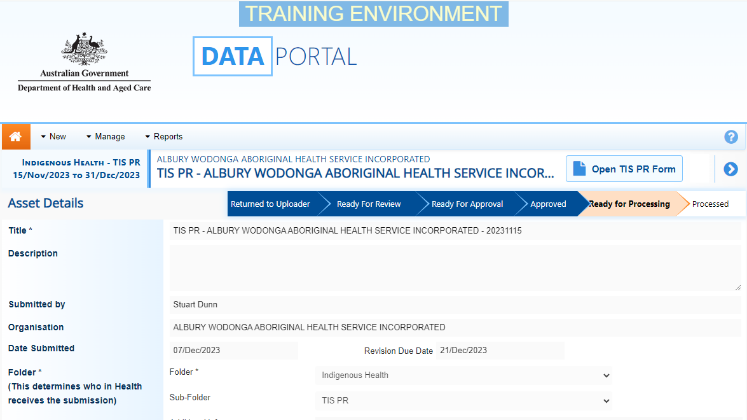 TRAINING ENVIRONMENT
Australian Government
Department of Health and Aged Care
DATA PORTAL
New Manage Reports ?
INDIGENOUS HEALTH - TIS PR
15/NOV/2023 TO 31/DEC/2023
ALBURY WODONGA ABORIGINAL HEALTH SERVICE INCORPORATED
TIS PR - ALBURY WODONGA ABORIGINAL HEALTH SERVICE INCOR...
Open TIS PR Form
Asset Details
Returned to Uploader Ready For Review Ready For Approval Approved Ready for Processing Processed
Title * TIS PR - ALBURY WODONGA ABORIGINAL HEALTH SERVICE INCORPORATED - 20231115
Description
Submitted by Stuart Dunn
Organisation ALBURY WODONGA ABORIGINAL HEALTH SERVICE INCORPORATED
Date Submitted 07/Dec/2023 Revision Due Date 21/Dec/2023
Folder * Folder * Indigenous Health
(This determines who in Health
receives the submission)
Sub-Folder TIS PR